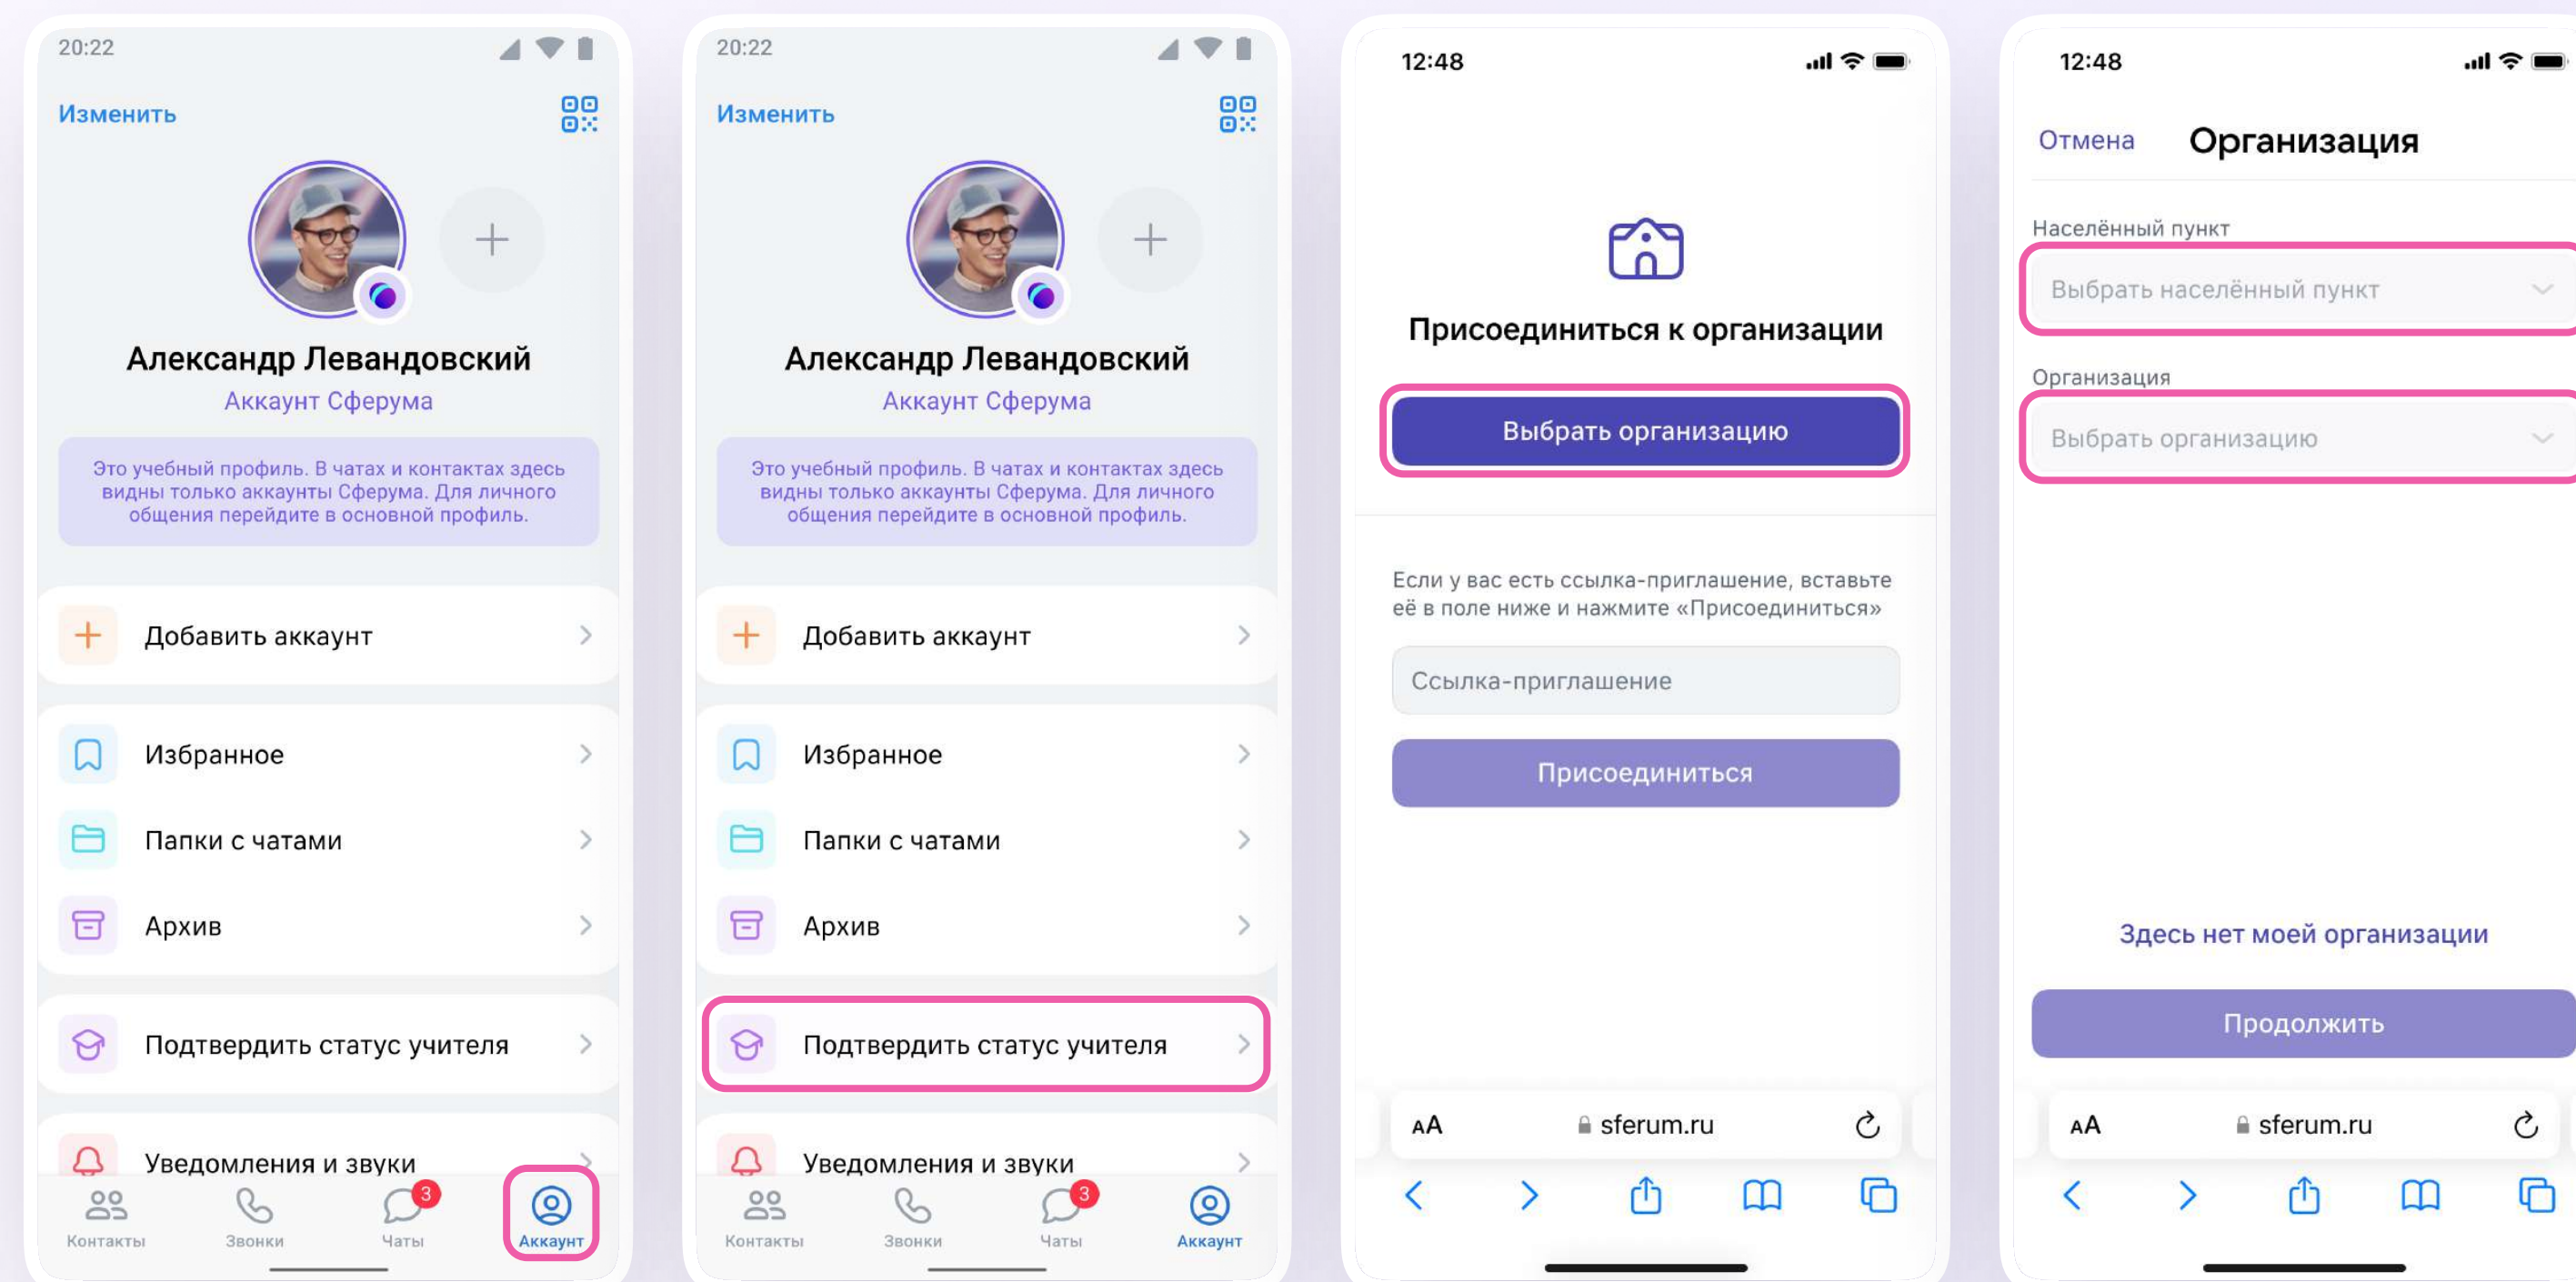 20:22
Изменить
Александр Левандовский
Аккаунт Сферума
Это учебный профиль. В чатах и контактах здесь
видны только аккаунты Сферума. Для личного
общения перейдите в основной профиль.
Добавить аккаунт
Избранное
Папки с чатами
Архив
Подтвердить статус учителя
Уведомления и звуки
3
Контакты
Звонки
Чаты
Аккаунт
20:22
Изменить
Александр Левандовский
Аккаунт Сферума
Это учебный профиль. В чатах и контактах здесь
видны только аккаунты Сферума. Для личного
общения перейдите в основной профиль.
Добавить аккаунт
Избранное
Папки с чатами
Архив
Подтвердить статус учителя
Уведомления и звуки
3
Контакты
Звонки
Чаты
Аккаунт
12:48
Присоединиться к организации
Выбрать организацию
Если у вас есть ссылка-приглашение, вставьте
её в поле ниже и нажмите «Присоединиться»
Ссылка-приглашение
Присоединиться
АА sferum.ru
12:48
Отмена Организация
Населённый пункт
Выбрать населённый пункт
Организация
Выбрать организацию
Здесь нет моей организации
Продолжить
АА sferum.ru